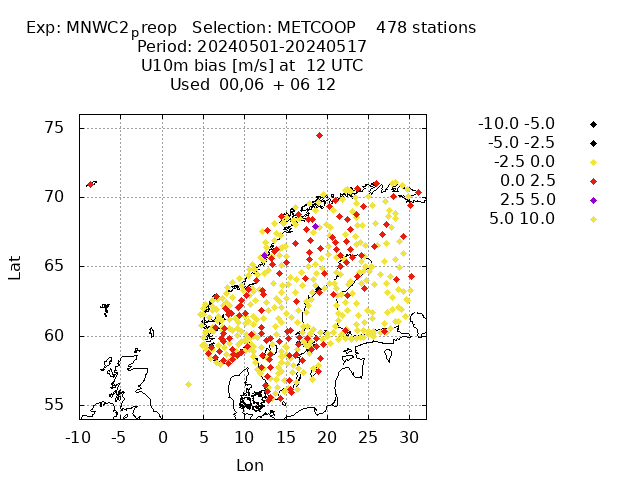 Exp: MNWC2preop Selection: METCOOP 478 stations
Period: 20240501-20240517
U10m bias [m/s] at 12 UTC
Used 00,06 + 06 12
75
70
65
60
55
-10 -5 0 5 10 15 20 25 30
Lat
Lon
-10.0 -5.0
-5.0 -2.5
-2.5 0.0
0.0 2.5
2.5 5.0
5.0 10.0